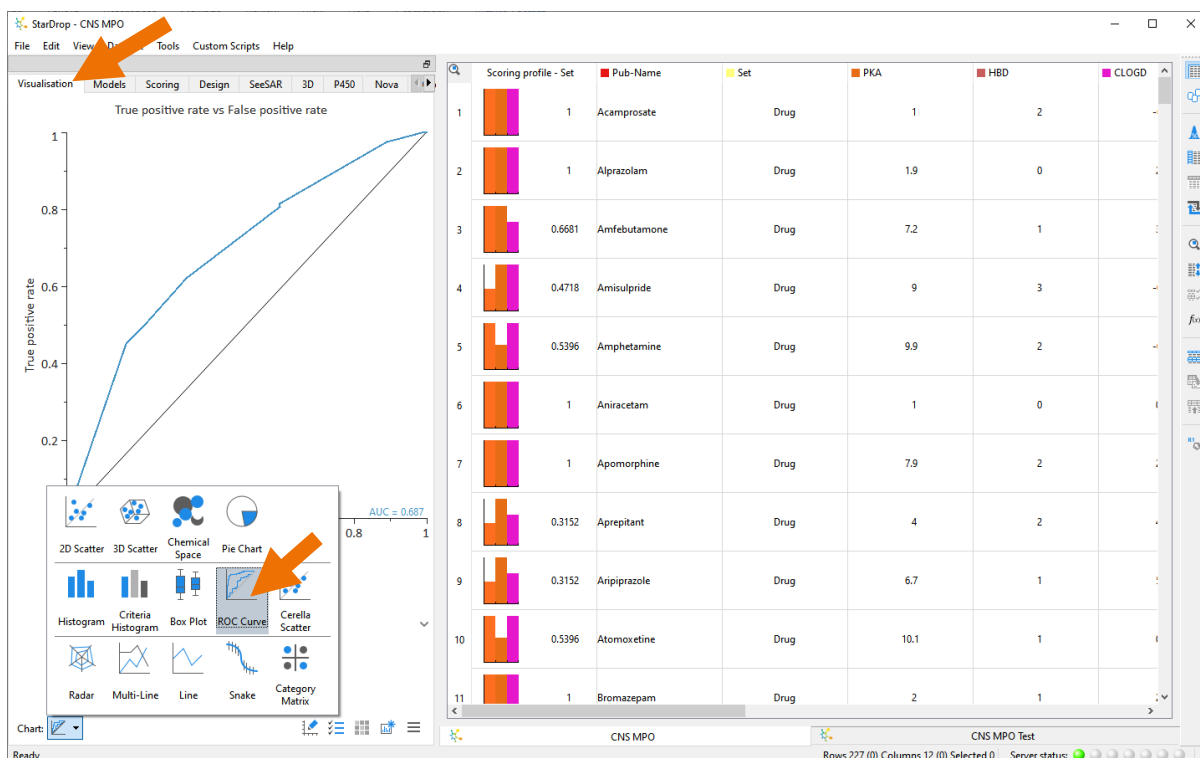 StarDrop - CNS MPO
File Edit View Tools Custom Scripts Help
Visualisation Models Scoring Design SeeSAR 3D P450 Nova
True positive rate vs False positive rate
1
0.8
0.6
0.4
0.2
True positive rate
AUC = 0.687
0.8 1
2D Scatter 3D Scatter Chemical Space Pie Chart
Histogram Criteria Histogram Box Plot ROC Curve Cerella Scatter
Radar Multi-Line Line Snake Category Matrix
Chart:
Ready
Scoring profile - Set Pub-Name Set PKA HBD CLOGD
1 1 Acamprosate Drug 1 2
2 1 Alprazolam Drug 1.9 0
3 0.6681 Amfebutamone Drug 7.2 1
4 0.4718 Amisulpride Drug 9 3
5 0.5396 Amphetamine Drug 9.9 2
6 1 Aniracetam Drug 1 0
7 1 Apomorphine Drug 7.9 2
8 0.3152 Aprepitant Drug 4 2
9 0.3152 Aripiprazole Drug 6.7 1
10 0.5396 Atomoxetine Drug 10.1 1
11 1 Bromazepam Drug 2 1
CNS MPO CNS MPO Test
Rows 227 (0) Columns 12 (0) Selected 0 Server status: